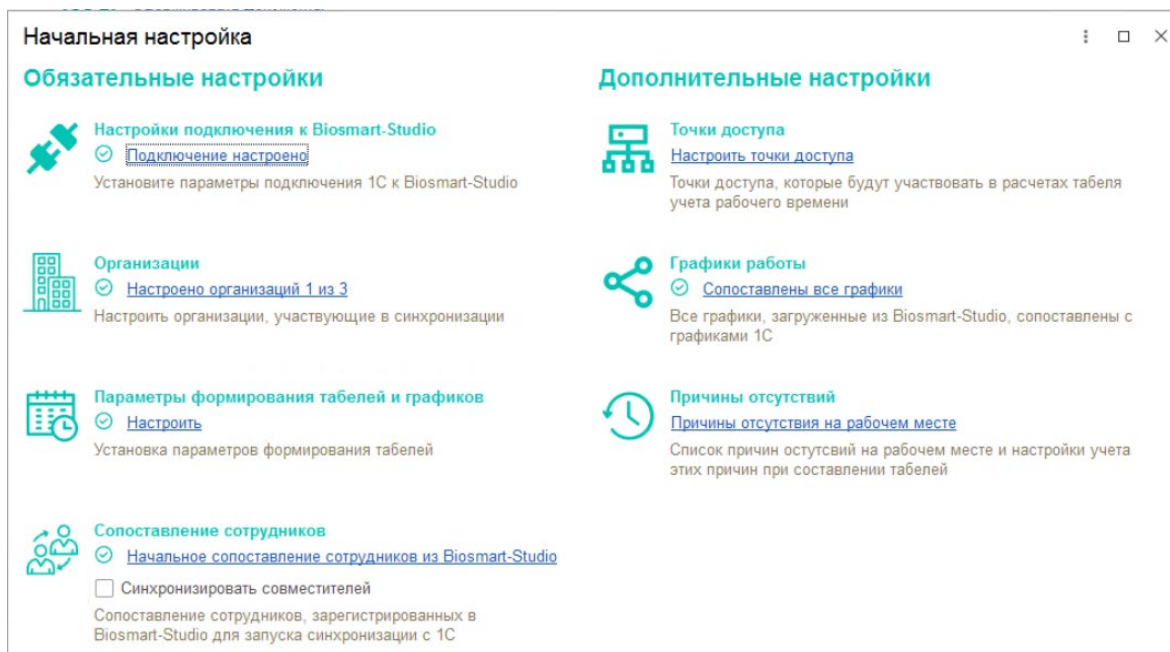 Начальная настройка
Обязательные настройки
Настройки подключения к Biosmart-Studio
Подключение настроено
Установите параметры подключения 1С к Biosmart-Studio
Организации
Настроено организаций 1 из 3
Настроить организации, участвующие в синхронизации
Параметры формирования табелей и графиков
Настроить
Установка параметров формирования табелей
Сопоставление сотрудников
Начальное сопоставление сотрудников из Biosmart-Studio
Синхронизировать совместителей
Сопоставление сотрудников, зарегистрированных в
Biosmart-Studio для запуска синхронизации с 1С
Дополнительные настройки
Точки доступа
Настроить точки доступа
Точки доступа, которые будут участвовать в расчетах табеля
учета рабочего времени
Графики работы
Сопоставлены все графики
Все графики, загруженные из Biosmart-Studio, сопоставлены с
графиками 1С
Причины отсутствий
Причины отсутствия на рабочем месте
Список причин остутсвий на рабочем месте и настройки учета
этих причин при составлении табелей